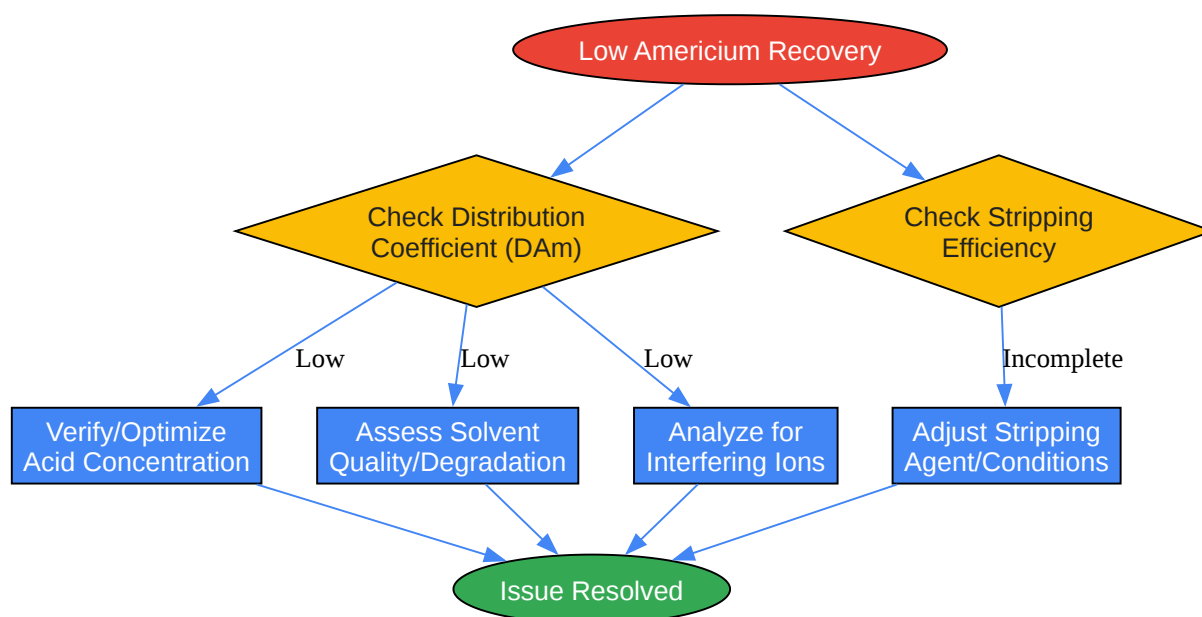 Low Americium Recovery
Check Distribution
Coefficient (DAm)
Check Stripping
Efficiency
Low
Low
Low
Incomplete
Verify/Optimize
Acid Concentration
Assess Solvent
Quality/Degradation
Analyze for
Interfering Ions
Adjust Stripping
Agent/Conditions
Issue Resolved